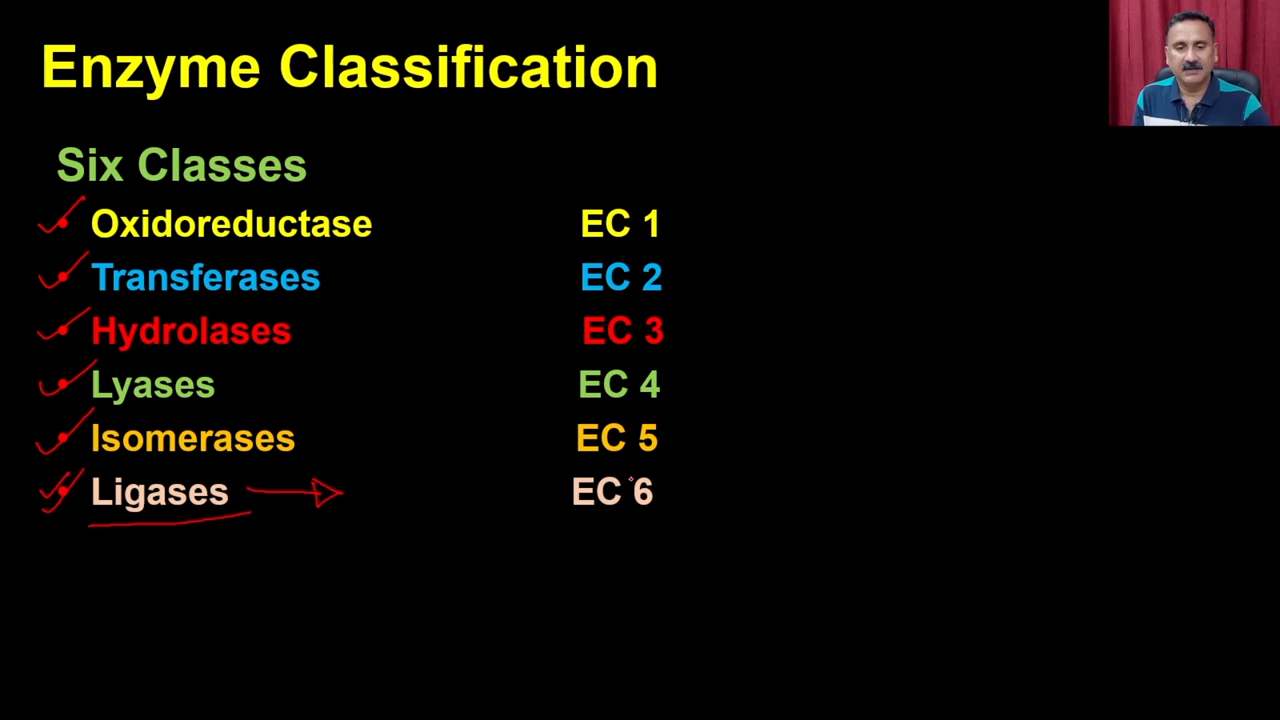 Enzyme Classification
Six Classes
• Oxidoreductase EC 1
• Transferases EC 2
• Hydrolases EC 3
• Lyases EC 4
• Isomerases EC 5
• Ligases EC 6